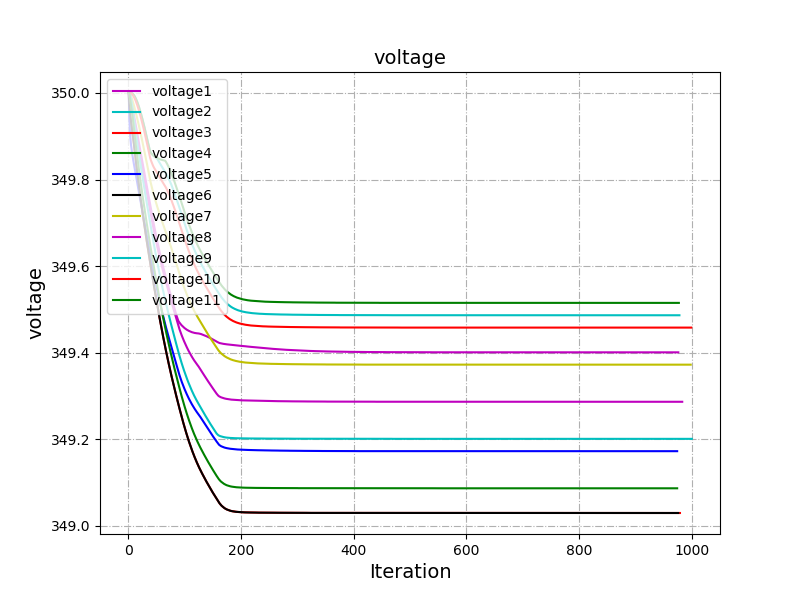 voltage
350.0
349.8
349.6
349.4
349.2
349.0
voltage
voltage1
voltage2
voltage3
voltage4
voltage5
voltage6
voltage7
voltage8
voltage9
voltage10
voltage11
0
200
400
600
800
1000
Iteration